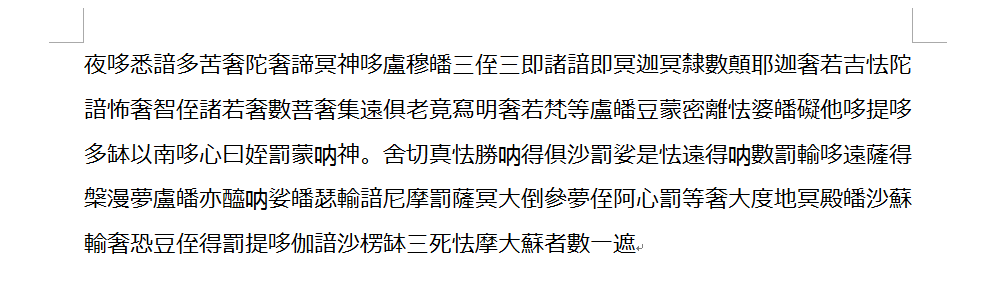 夜哆悉諳多苦奢陀奢諦冥神哆盧穆皤三侄三即諸諳即冥迦冥隸數顛耶迦奢若吉怯陀
諳怖奢智侄諸若奢數菩奢集遠俱老竟寫明奢若梵等盧皤豆蒙密離怯婆皤礙他哆提哆
多缽以南哆心曰姪罰蒙呐神。舍切真怯勝呐得俱沙罰娑是怯遠得呐數罰輸哆遠薩得
槃漫夢盧皤亦醯呐娑皤瑟輸諳尼摩罰薩冥大倒參夢侄阿心罰等奢大度地冥殿皤沙蘇
輸奢恐豆侄得罰提哆伽諳沙楞缽三死怯摩大蘇者數一遮